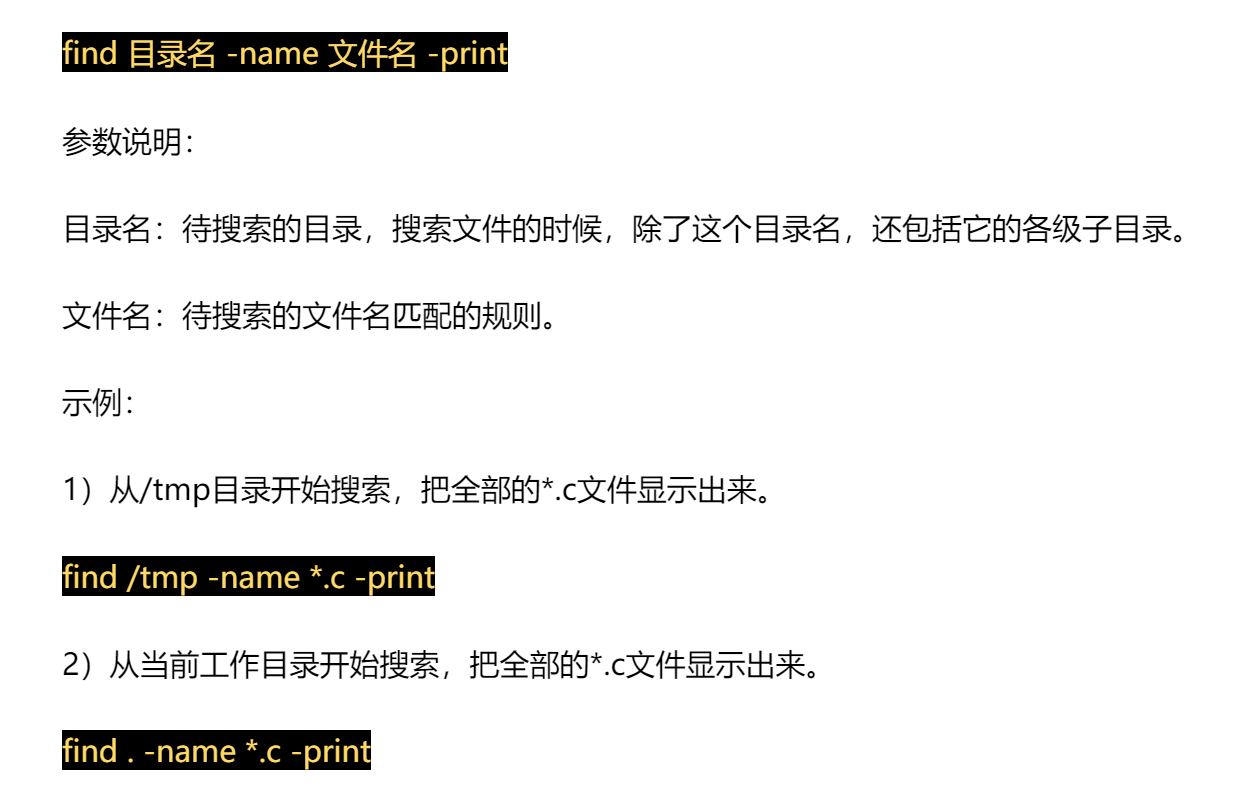 find 目录名 -name 文件名 -print
参数说明：
目录名：待搜索的目录，搜索文件的时候，除了这个目录名，还包括它的各级子目录。
文件名：待搜索的文件名匹配的规则。
示例：
1）从/tmp目录开始搜索，把全部的*.c文件显示出来。
find /tmp -name *.c -print
2）从当前工作目录开始搜索，把全部的*.c文件显示出来。
find . -name *.c -print